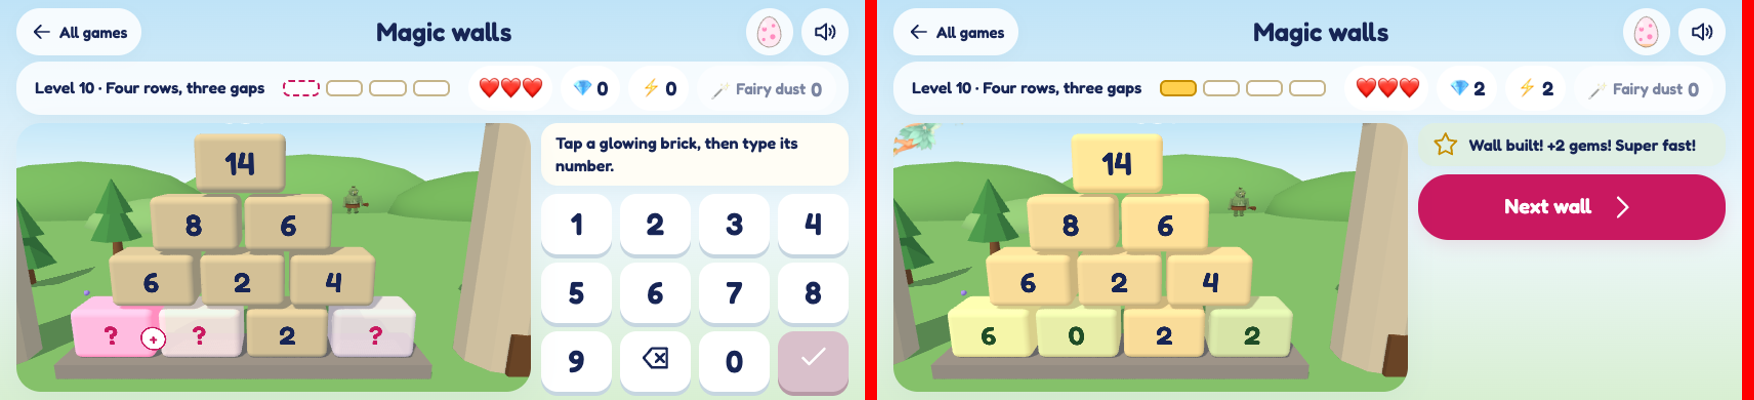 All games
Magic walls
Level 10 · Four rows, three gaps
0
0
Fairy dust 0
14
8 6
6 2 4
? + ? 2 ?
Tap a glowing brick, then type its
number.
1 2 3 4
5 6 7 8
9 0
All games
Magic walls
Level 10 · Four rows, three gaps
2
2
Fairy dust 0
14
8 6
6 2 4
6 0 2 2
Wall built! +2 gems! Super fast!
Next wall